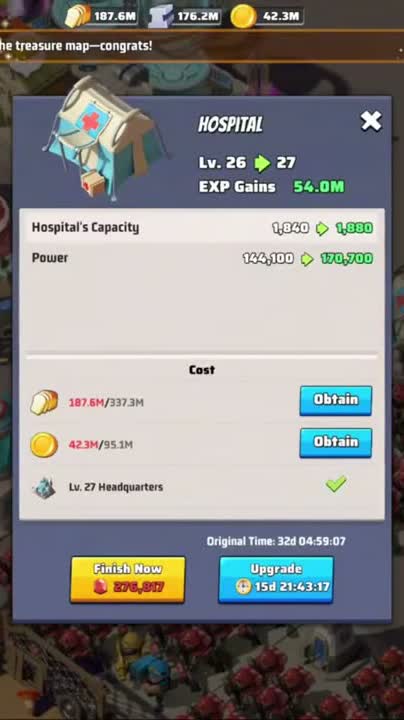 187.6M 176.2M 42.3M
he treasure map—congrats!
HOSPITAL
Lv. 26 27
EXP Gains 54.0M
Hospital's Capacity 1,840 1,880
Power 144,100 170,700
Cost
187.6M/337.3M Obtain
42.3M/95.1M Obtain
Lv. 27 Headquarters
Original Time: 32d 04:59:07
Finish Now Upgrade
276,817 15d 21:43:17